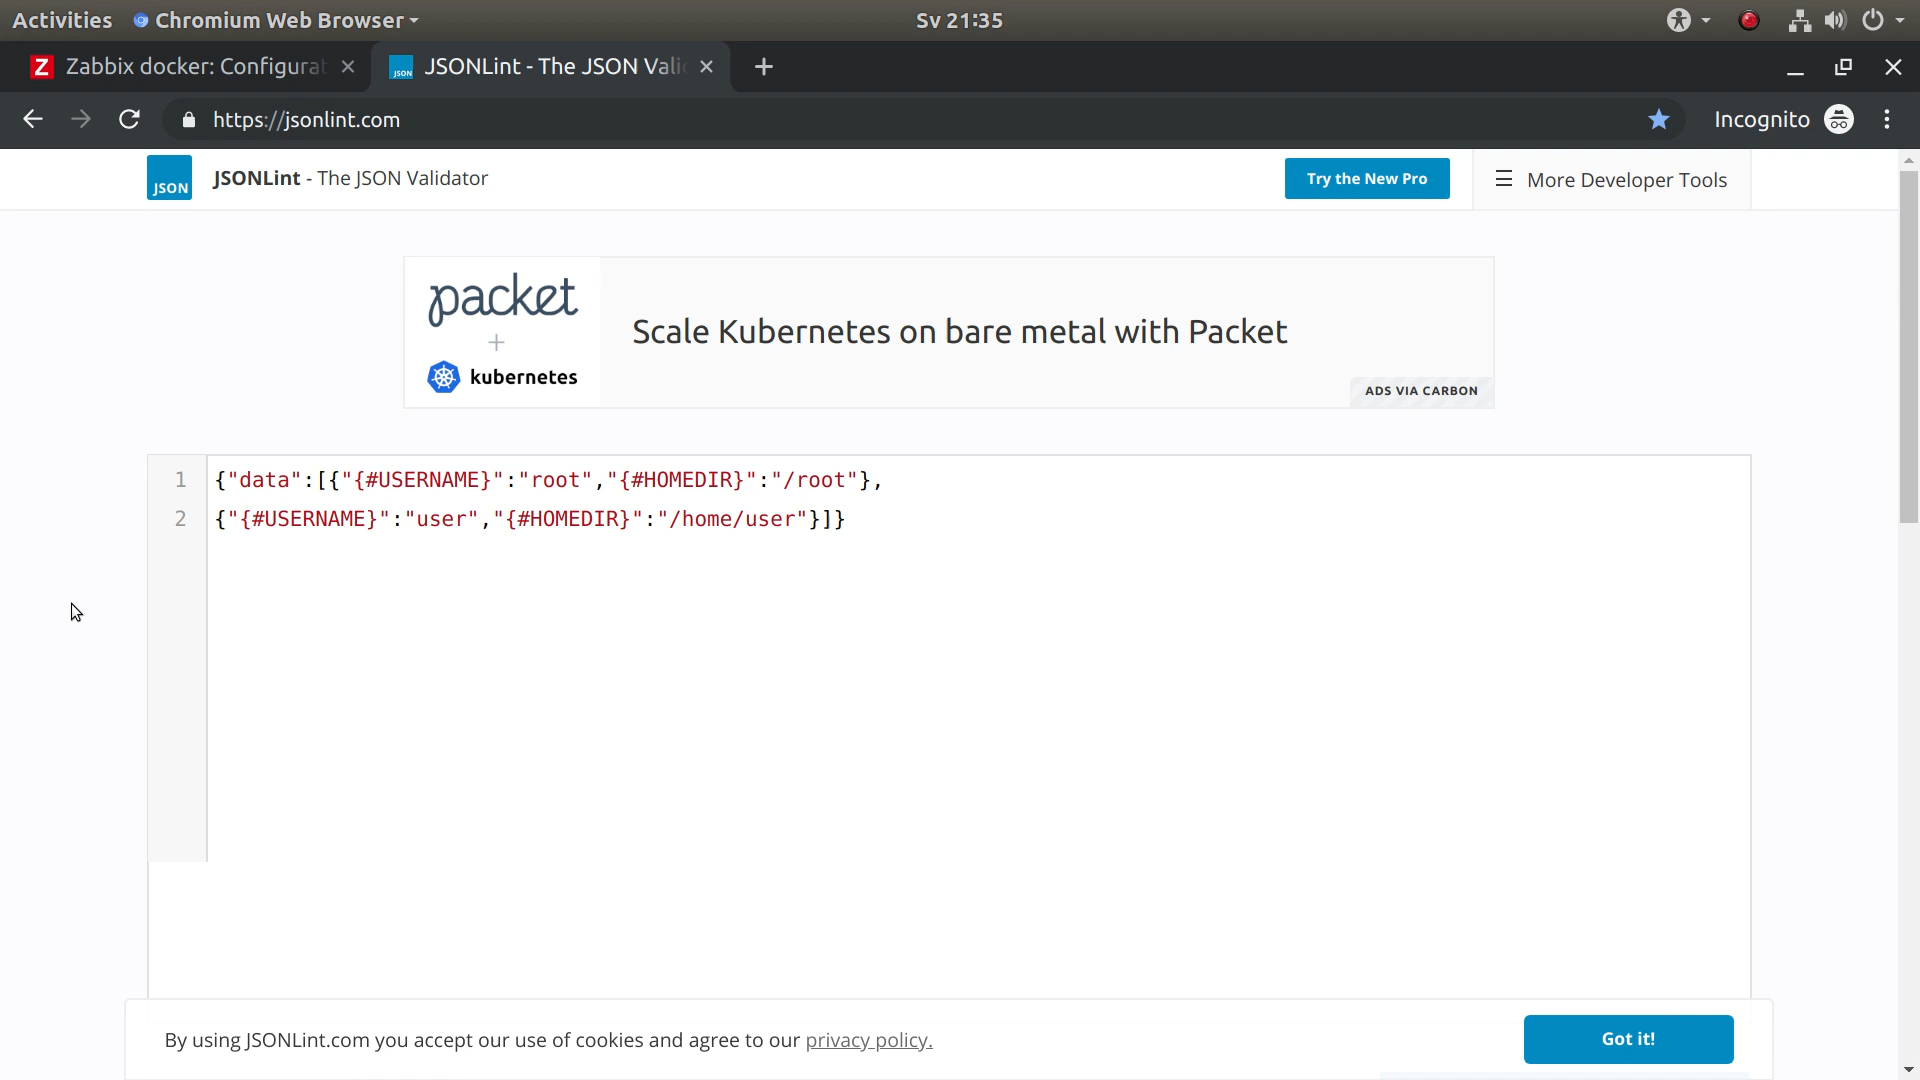 Activities Chromium Web Browser Sv 21:35
Z Zabbix docker: Configurat JSON JSONLint - The JSON Vali
https://jsonlint.com Incognito
JSON JSONLint - The JSON Validator Try the New Pro More Developer Tools
packet
+
kubernetes
Scale Kubernetes on bare metal with Packet
ADS VIA CARBON
1 {"data":[{"{#USERNAME}":"root","{#HOMEDIR}":"/root"},
2 {"{#USERNAME}":"user","{#HOMEDIR}":"/home/user"}]}
By using JSONLint.com you accept our use of cookies and agree to our privacy policy. Got it!